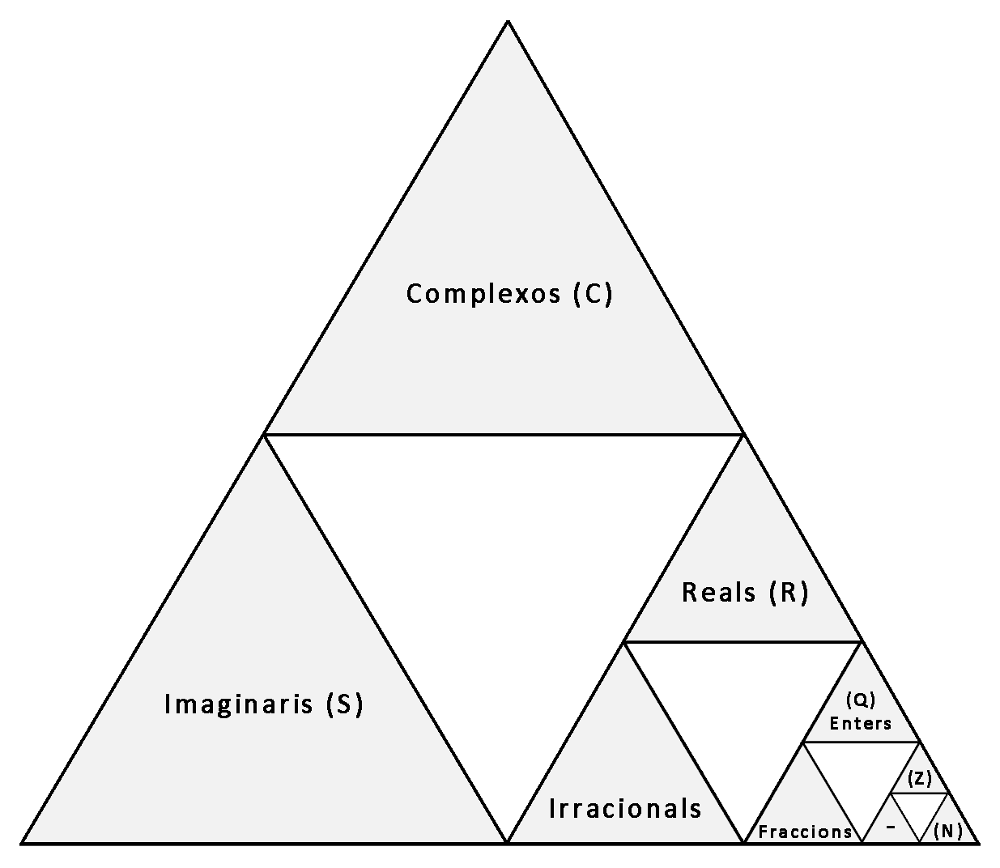 Complexos (C)
Reals (R)
Imaginaris (S)
(Q)
Enters
(Z)
Irracionals
Fraccions
–
(N)